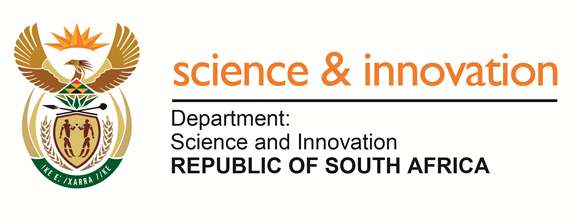 science & innovation
Department:
Science and Innovation
REPUBLIC OF SOUTH AFRICA
!KE E: /XARRA //KE